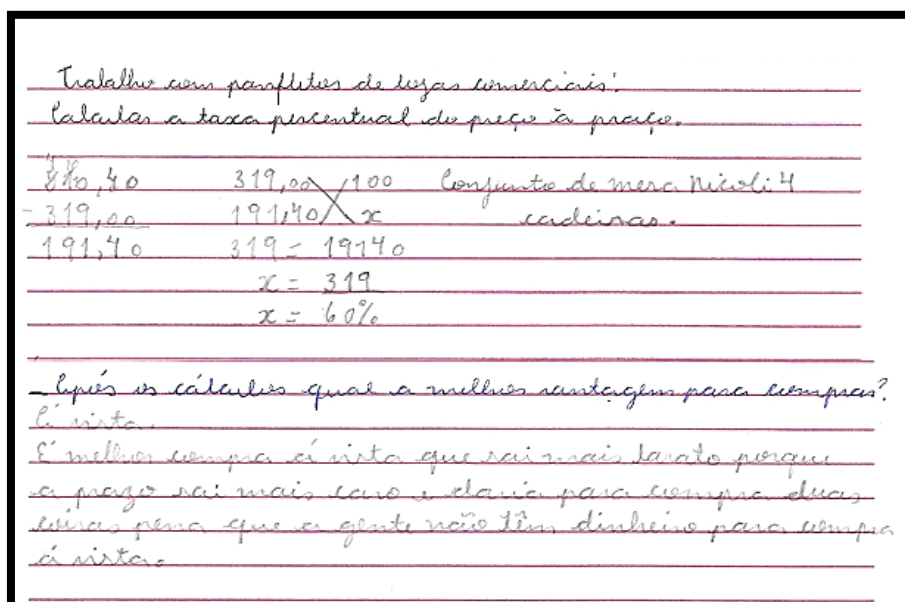 Trabalho com panfletos de lojas comerciais:
Calcular a taxa percentual do preço à praço.
510,40 319,00 100 Conjunto de mesa Nicoli 4
- 319,00 191,40 x cadeiras.
191,40 319 = 19140
x = 319
x = 60%
- Após os cálculos qual a melhor vantagem para comprar?
Á vista.
É melhor compra á vista que sai mais barato porque
a prazo sai mais caro e daria para compra duas
coisas pena que a gente não têm dinheiro para compra
á vista.